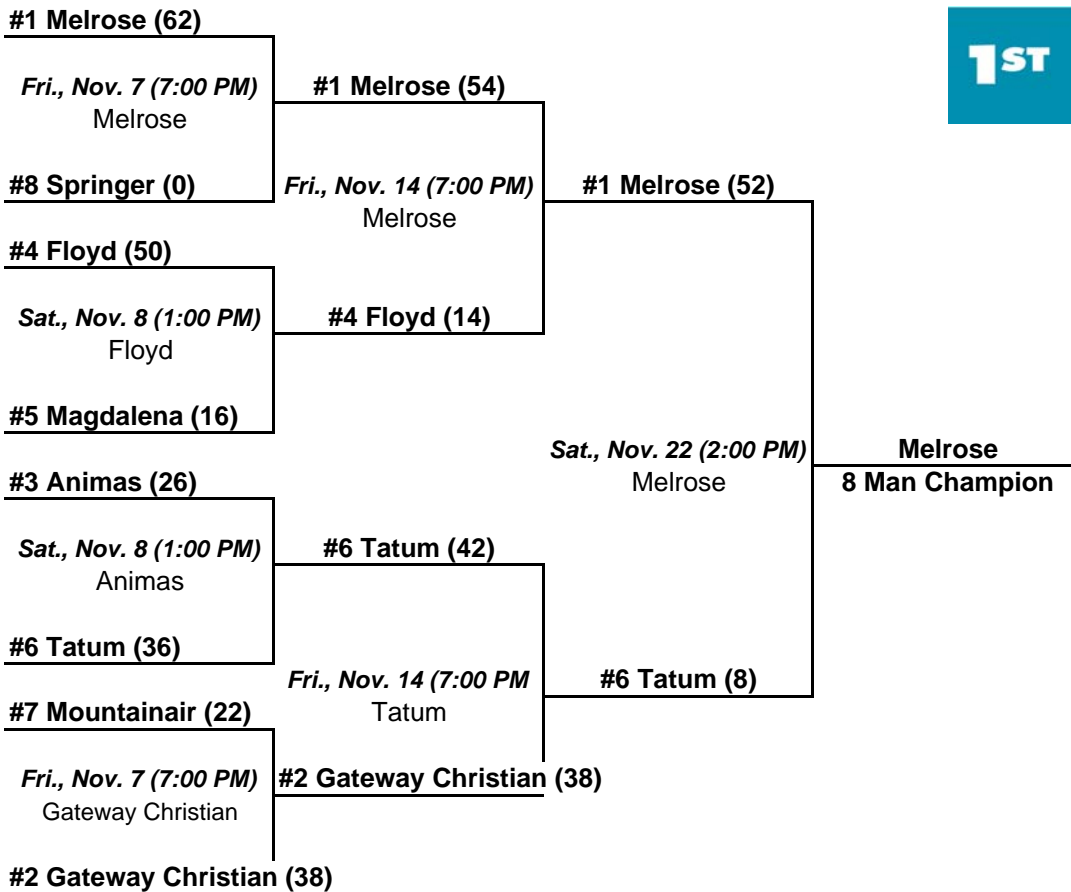 #1 Melrose (62)
1ST
Fri., Nov. 7 (7:00 PM)
#1 Melrose (54)
Melrose
#8 Springer (0)
Fri., Nov. 14 (7:00 PM)
#1 Melrose (52)
Melrose
#4 Floyd (50)
Sat., Nov. 8 (1:00 PM)
#4 Floyd (14)
Floyd
#5 Magdalena (16)
Sat., Nov. 22 (2:00 PM)
Melrose
Melrose
8 Man Champion
#3 Animas (26)
Sat., Nov. 8 (1:00 PM)
#6 Tatum (42)
Animas
#6 Tatum (36)
Fri., Nov. 14 (7:00 PM
#6 Tatum (8)
Tatum
#7 Mountainair (22)
Fri., Nov. 7 (7:00 PM)
#2 Gateway Christian (38)
Gateway Christian
#2 Gateway Christian (38)